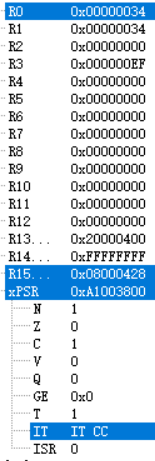 R0 0x00000034
R1 0x00000034
R2 0x00000000
R3 0x000000EF
R4 0x00000000
R5 0x00000000
R6 0x00000000
R7 0x00000000
R8 0x00000000
R9 0x00000000
R10 0x00000000
R11 0x00000000
R12 0x00000000
R13... 0x20000400
R14... 0xFFFFFFFF
R15... 0x08000428
xPSR 0xA1003800
N 1
Z 0
C 1
V 0
Q 0
GE 0x0
T 1
IT IT CC
ISR 0